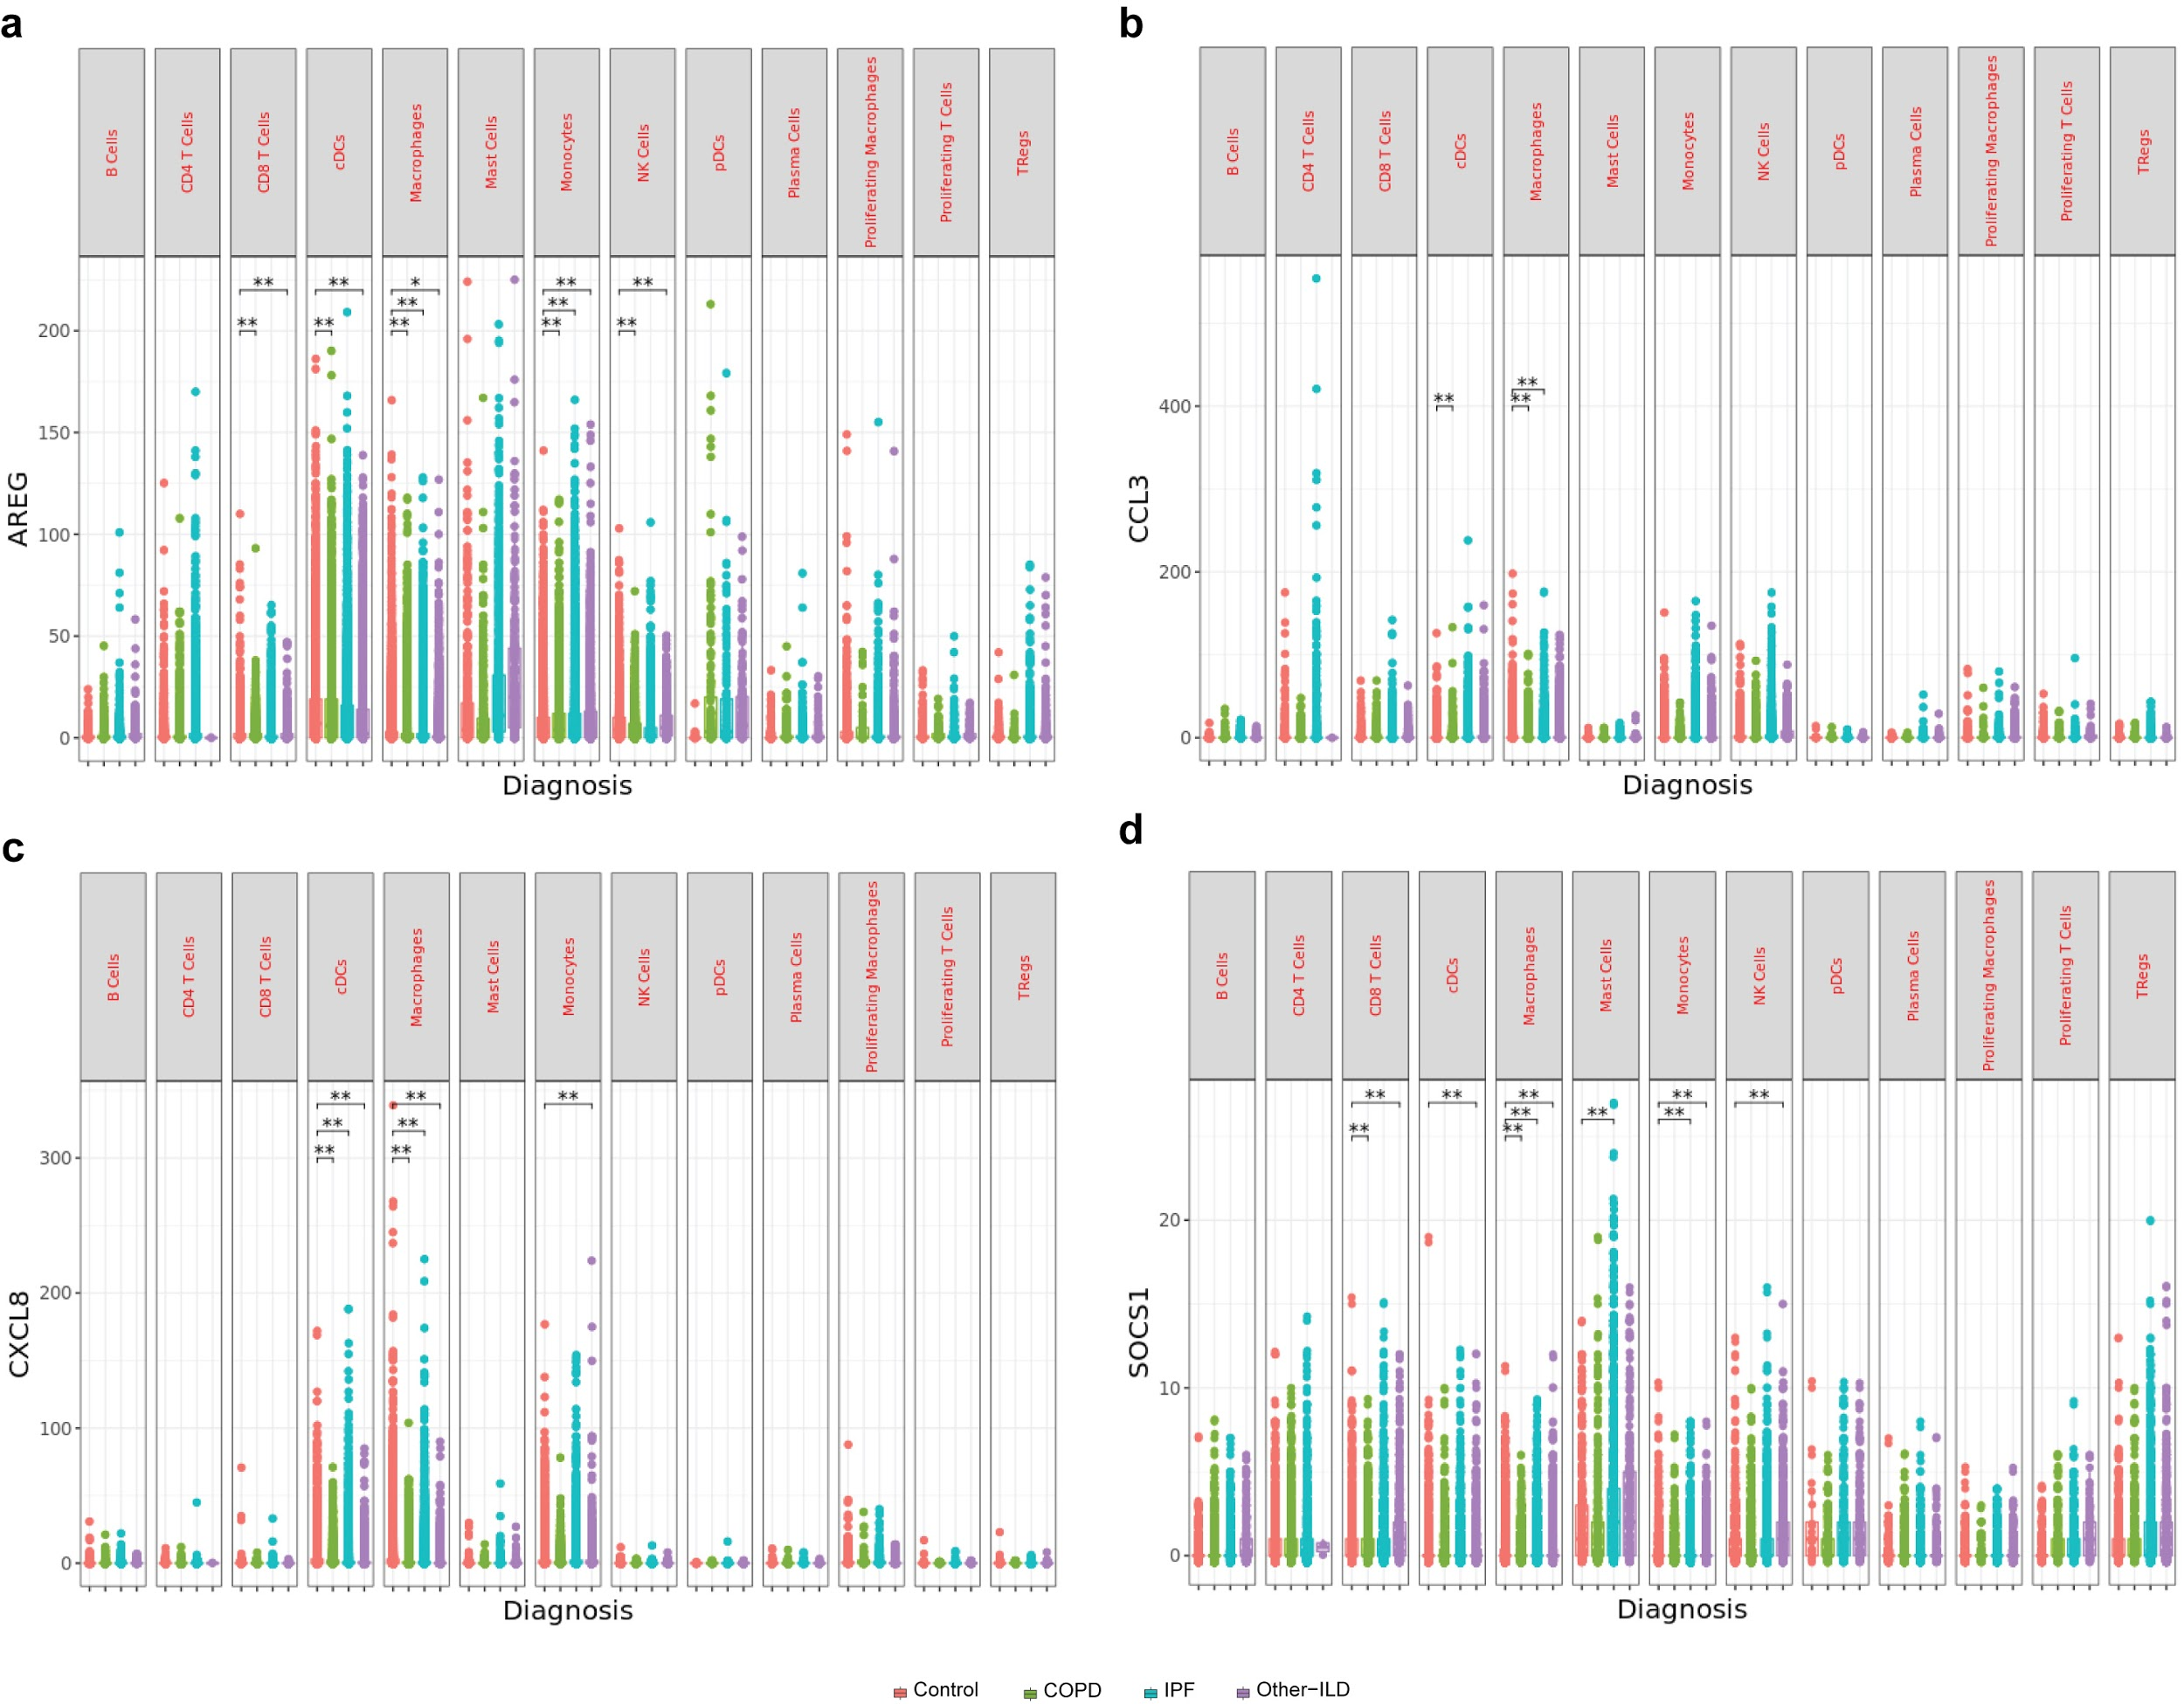 a
B Cells
CD4 T Cells
CD8 T Cells
cDCs
Macrophages
Mast Cells
Monocytes
NK Cells
pDCs
Plasma Cells
Proliferating Macrophages
Proliferating T Cells
TRegs
** ** * ** **
** **
** ** ** ** **
200
150
100
50
0
AREG
Diagnosis
b
B Cells
CD4 T Cells
CD8 T Cells
cDCs
Macrophages
Mast Cells
Monocytes
NK Cells
pDCs
Plasma Cells
Proliferating Macrophages
Proliferating T Cells
TRegs
**
** **
400
200
0
CCL3
Diagnosis
c
B Cells
CD4 T Cells
CD8 T Cells
cDCs
Macrophages
Mast Cells
Monocytes
NK Cells
pDCs
Plasma Cells
Proliferating Macrophages
Proliferating T Cells
TRegs
** ** **
** **
** **
300
200
100
0
CXCL8
Diagnosis
d
B Cells
CD4 T Cells
CD8 T Cells
cDCs
Macrophages
Mast Cells
Monocytes
NK Cells
pDCs
Plasma Cells
Proliferating Macrophages
Proliferating T Cells
TRegs
** ** ** ** **
** ** **
** **
20
10
0
SOCS1
Diagnosis
Control COPD IPF Other−ILD